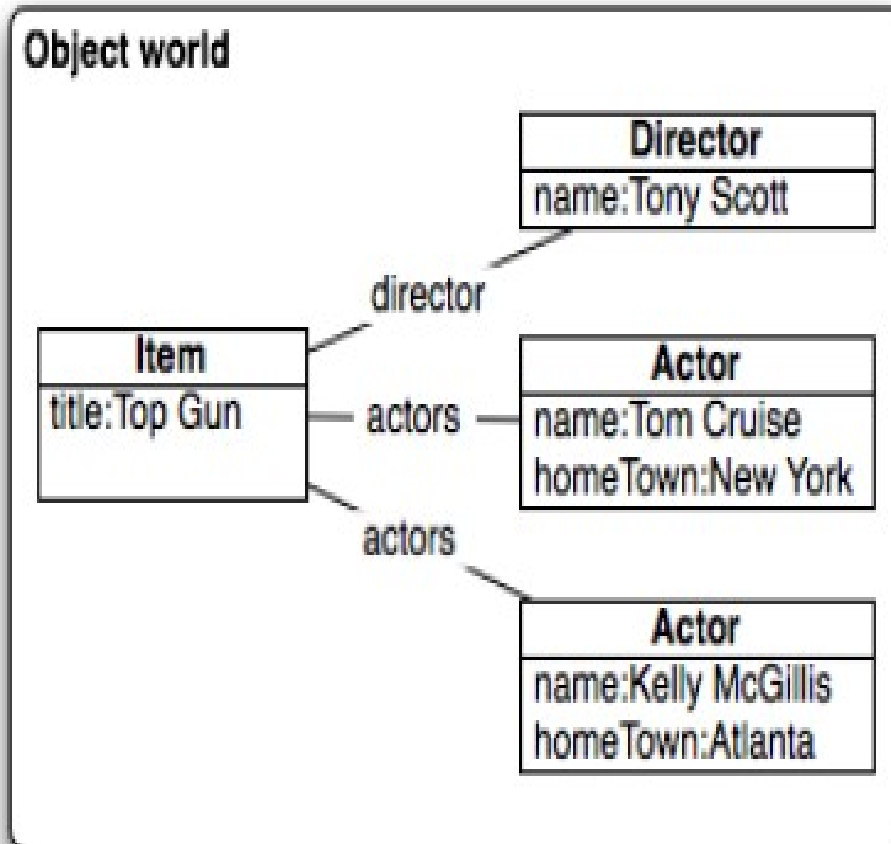 Object world
Director
name:Tony Scott
director
Item
title:Top Gun
actors
Actor
name:Tom Cruise
homeTown:New York
actors
Actor
name:Kelly McGillis
homeTown:Atlanta